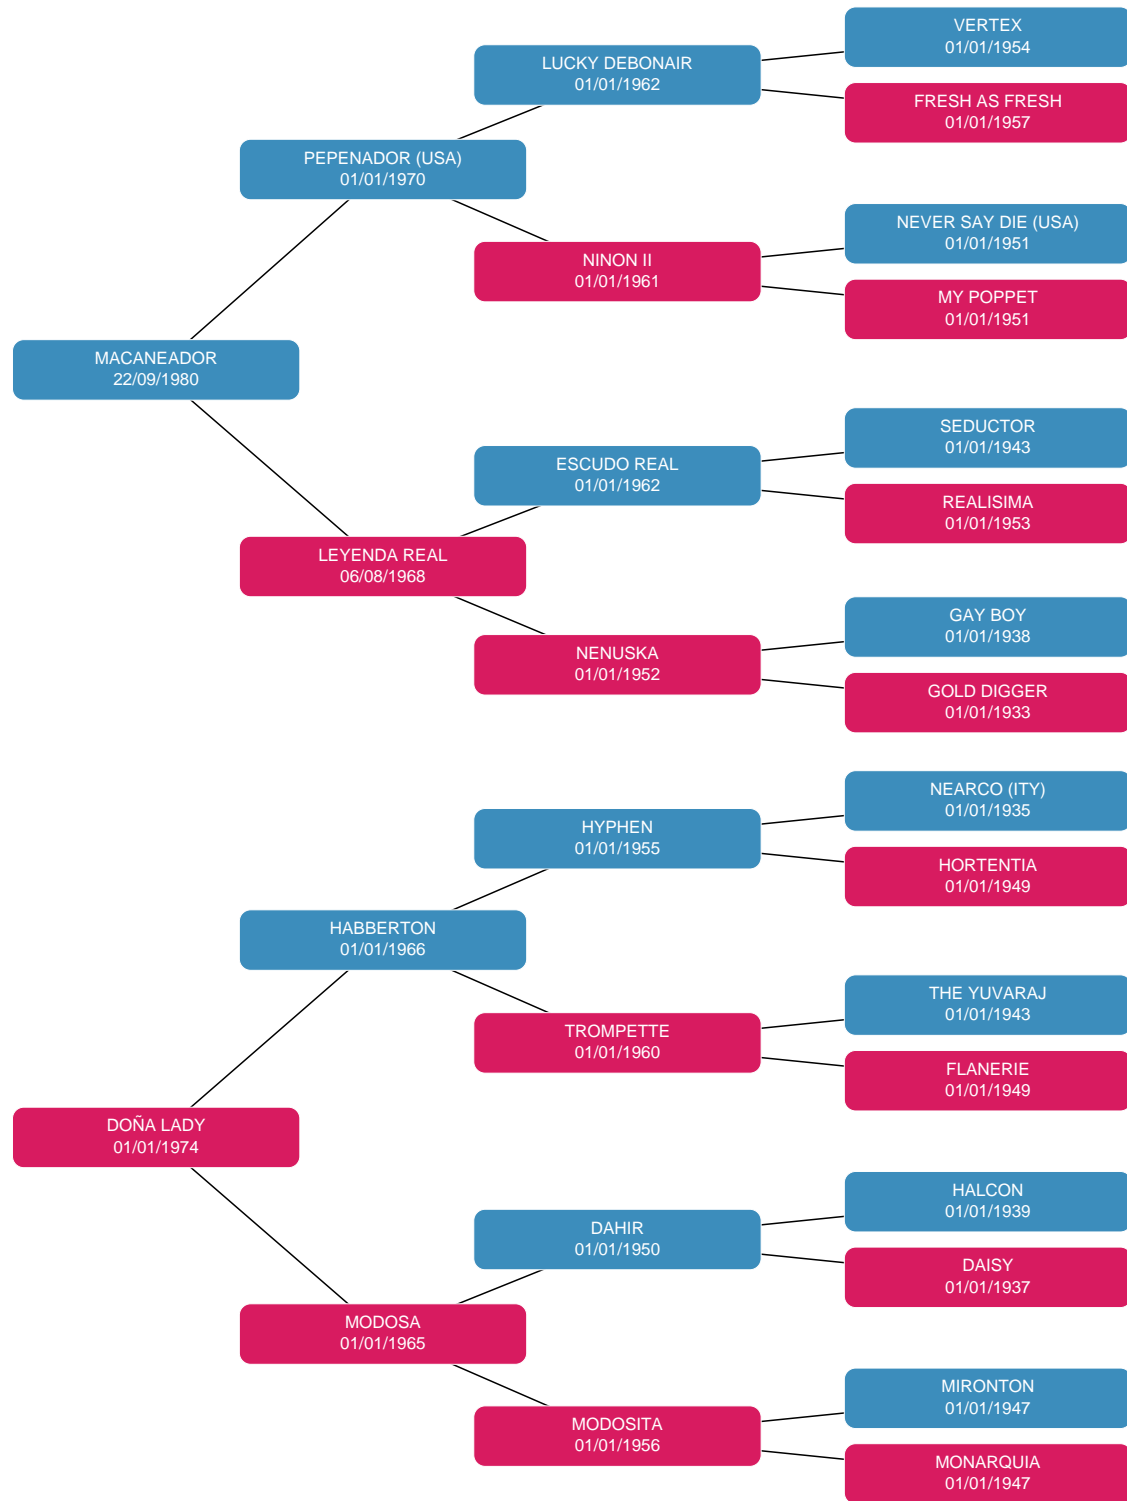 VERTEX
01/01/1954
LUCKY DEBONAIR
01/01/1962
FRESH AS FRESH
01/01/1957
PEPENADOR (USA)
01/01/1970
NEVER SAY DIE (USA)
01/01/1951
NINON II
01/01/1961
MY POPPET
01/01/1951
MACANEADOR
22/09/1980
SEDUCTOR
01/01/1943
ESCUDO REAL
01/01/1962
REALISIMA
01/01/1953
LEYENDA REAL
06/08/1968
GAY BOY
01/01/1938
NENUSKA
01/01/1952
GOLD DIGGER
01/01/1933
NEARCO (ITY)
01/01/1935
HYPHEN
01/01/1955
HORTENTIA
01/01/1949
HABBERTON
01/01/1966
THE YUVARAJ
01/01/1943
TROMPETTE
01/01/1960
FLANERIE
01/01/1949
DOÑA LADY
01/01/1974
HALCON
01/01/1939
DAHIR
01/01/1950
DAISY
01/01/1937
MODOSA
01/01/1965
MIRONTON
01/01/1947
MODOSITA
01/01/1956
MONARQUIA
01/01/1947